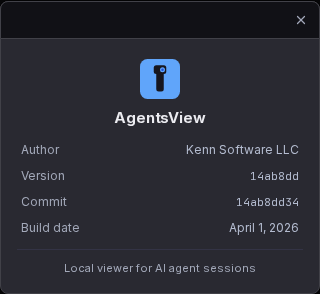 AgentsView
Author Kenn Software LLC
Version 14ab8dd
Commit 14ab8dd34
Build date April 1, 2026
Local viewer for AI agent sessions